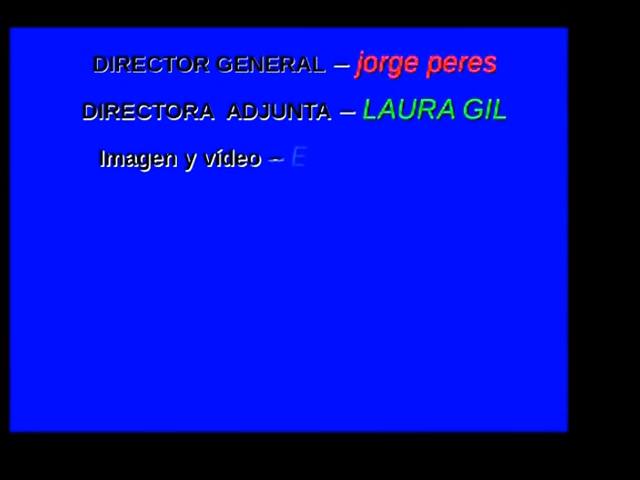 DIRECTOR GENERAL – jorge peres
DIRECTORA ADJUNTA – LAURA GIL
Imagen y vídeo – E